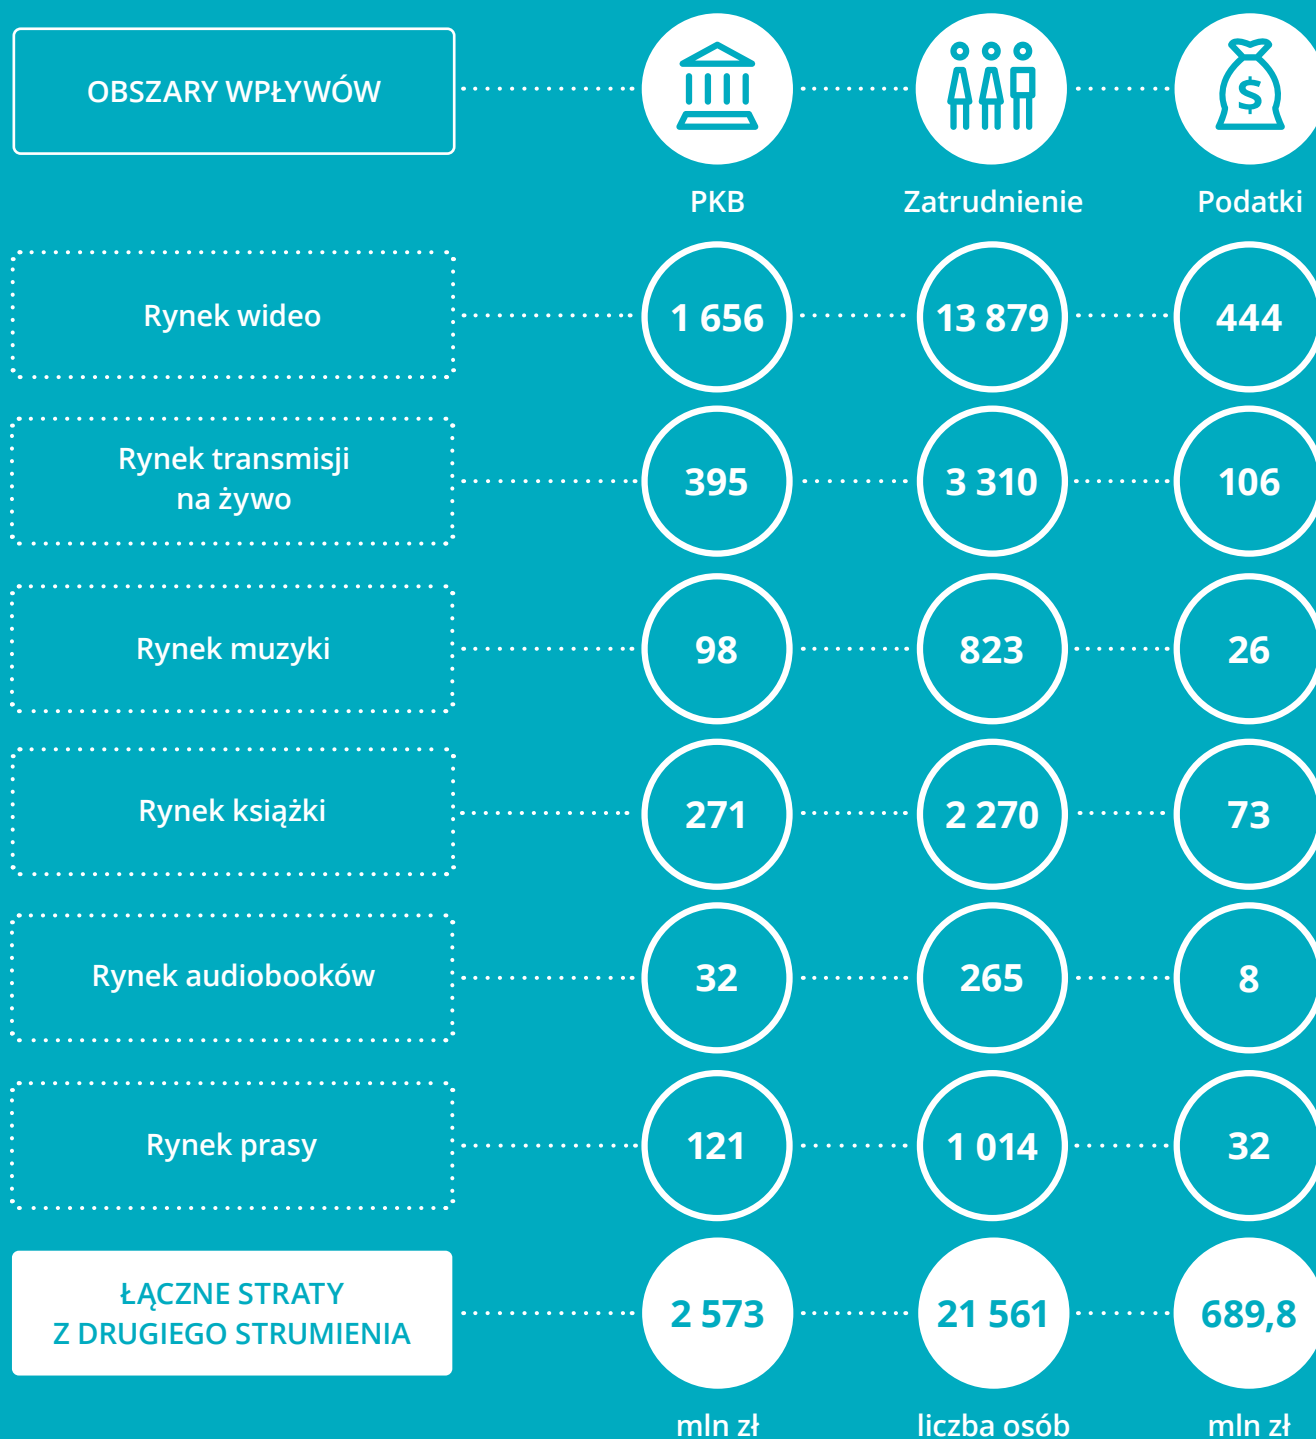 OBSZARY WPŁYWÓW
$
PKB Zatrudnienie Podatki
Rynek wideo 1 656 13 879 444
Rynek transmisji
na żywo 395 3 310 106
Rynek muzyki 98 823 26
Rynek książki 271 2 270 73
Rynek audiobooków 32 265 8
Rynek prasy 121 1 014 32
ŁĄCZNE STRATY
Z DRUGIEGO STRUMIENIA 2 573 21 561 689,8
mln zł liczba osób mln zł